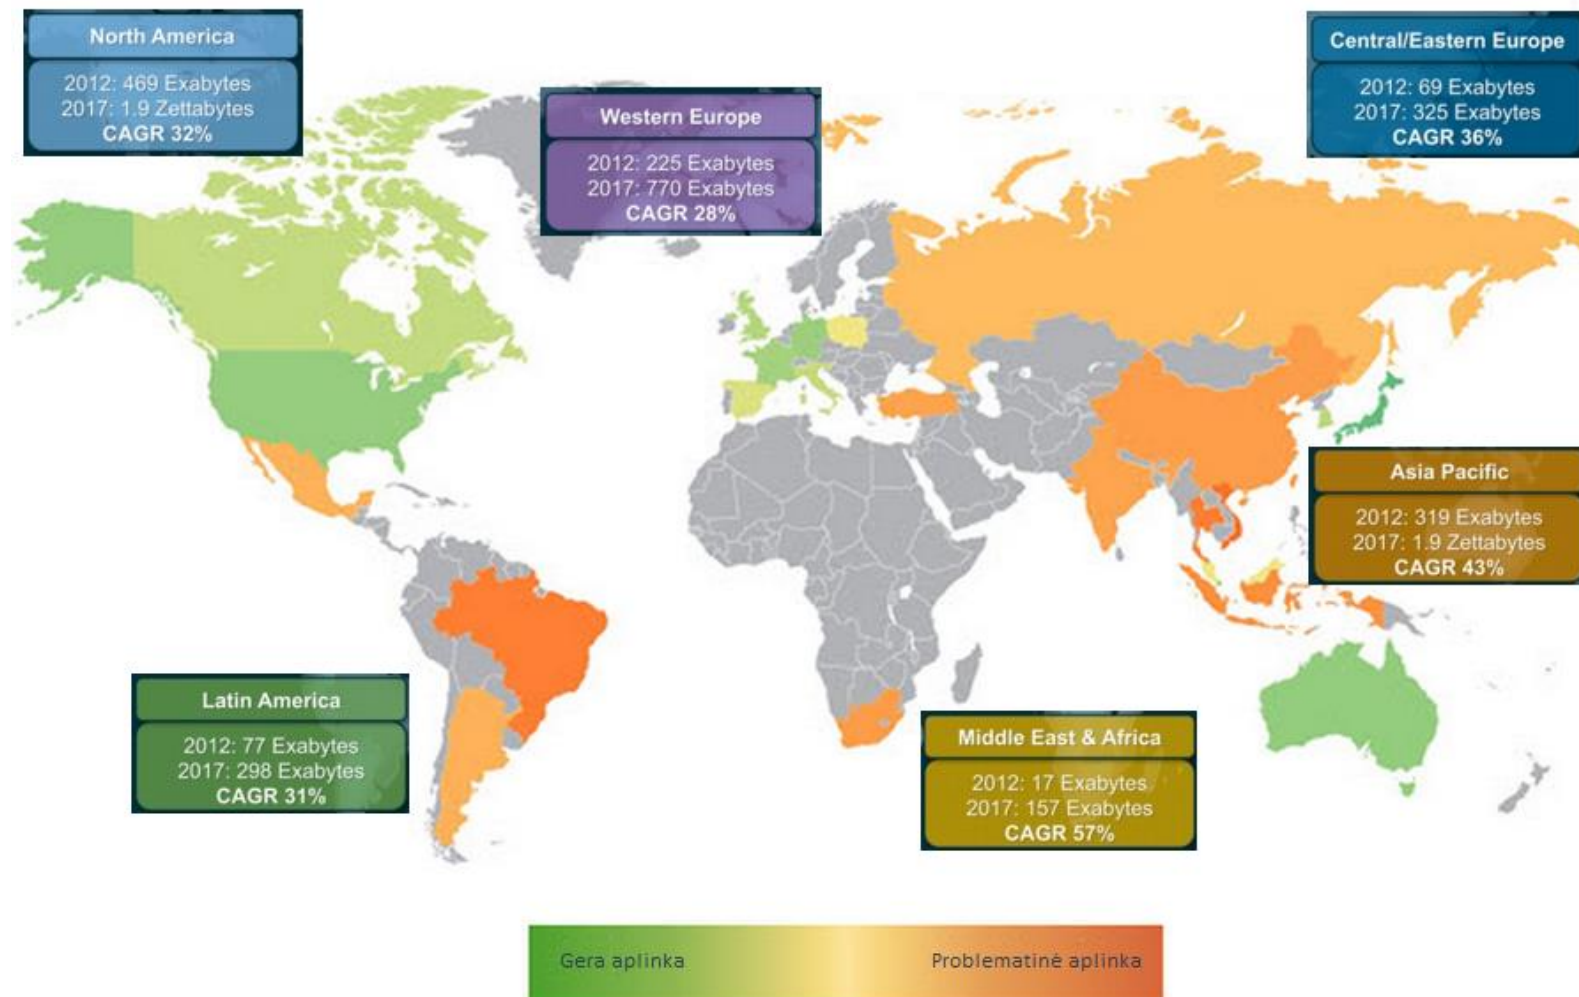 North America
2012: 469 Exabytes
2017: 1.9 Zettabytes
CAGR 32%
Western Europe
2012: 225 Exabytes
2017: 770 Exabytes
CAGR 28%
Central/Eastern Europe
2012: 69 Exabytes
2017: 325 Exabytes
CAGR 36%
Asia Pacific
2012: 319 Exabytes
2017: 1.9 Zettabytes
CAGR 43%
Latin America
2012: 77 Exabytes
2017: 298 Exabytes
CAGR 31%
Middle East & Africa
2012: 17 Exabytes
2017: 157 Exabytes
CAGR 57%
Gera aplinka
Problematinė aplinka